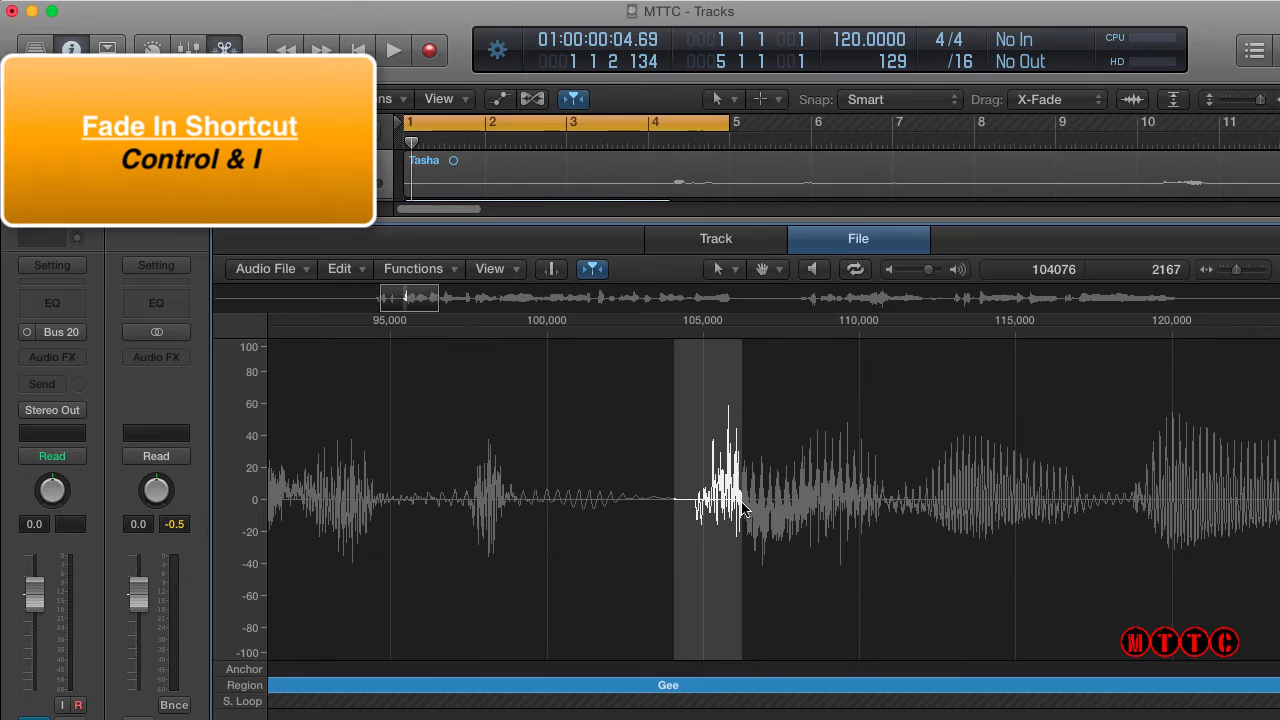 MTTC - Tracks
01:00:00:04.69
1 1 2 134
001 1 1 001
005 1 1 001
120.0000
129
4/4
/16
No In
No Out
CPU
HD
Fade In Shortcut
Control & I
ns
View
Snap: Smart
Drag: X-Fade
1 2 3 4 5 6 7 8 9 10 11
Tasha
Track
File
Audio File
Edit
Functions
View
104076
2167
95,000 100,000 105,000 110,000 115,000 120,000
100
80
60
40
20
0
-20
-40
-60
-80
-100
Setting Setting
EQ EQ
Bus 20
Audio FX Audio FX
Send
Stereo Out
Read Read
0.0 0.0 -0.5
I R Bnce
MTTC
Anchor
Region Gee
S. Loop